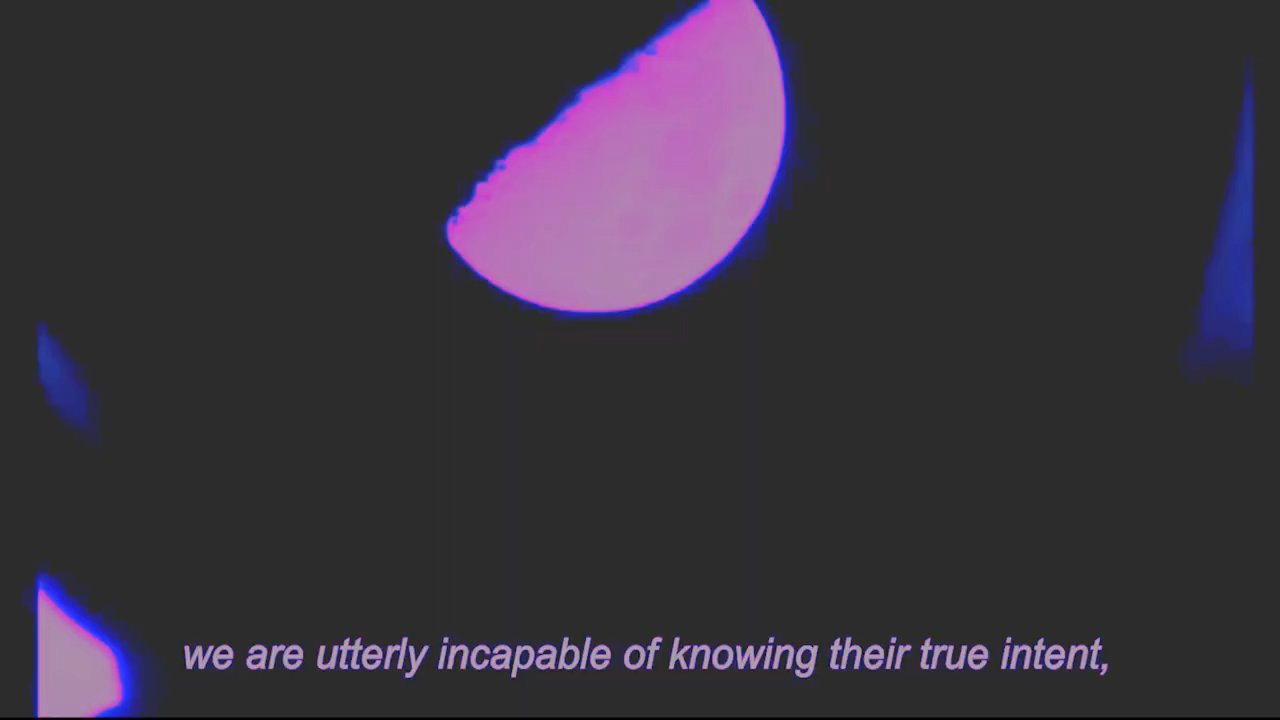 we are utterly incapable of knowing their true intent,